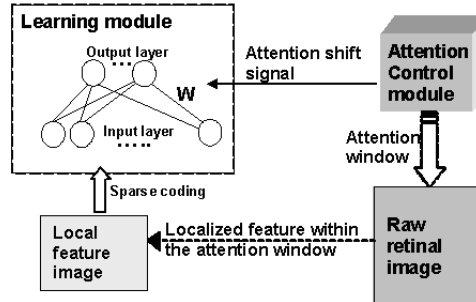 Learning module
Output layer
.. ...
W
Input layer
.. ...
Attention shift
signal
Attention
Control
module
Attention
window
Sparse coding
Local
feature
image
Localized feature within
the attention window
Raw
retinal
image